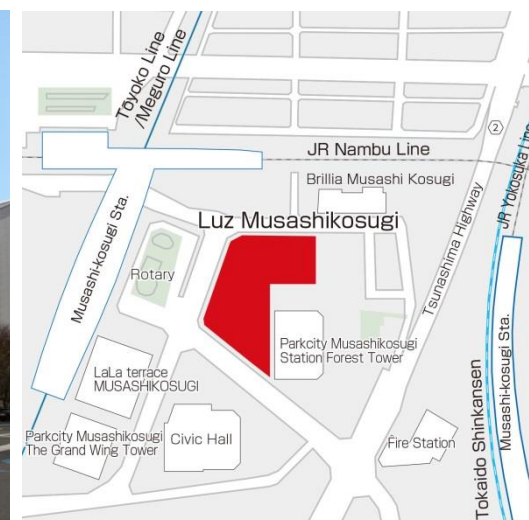 Tōyoko Line
/Meguro Line
2
JR Nambu Line
JR Yokosuka Line
Brillia Musashi Kosugi
Luz Musashikosugi
Tsunashima Highway
Musashi-kosugi Sta.
Rotary
Parkcity Musashikosugi
Station Forest Tower
Musashi-kosugi Sta.
LaLa terrace
MUSASHIKOSUGI
Tokaido Shinkansen
Parkcity Musashikosugi
The Grand Wing Tower
Civic Hall
Fire Station